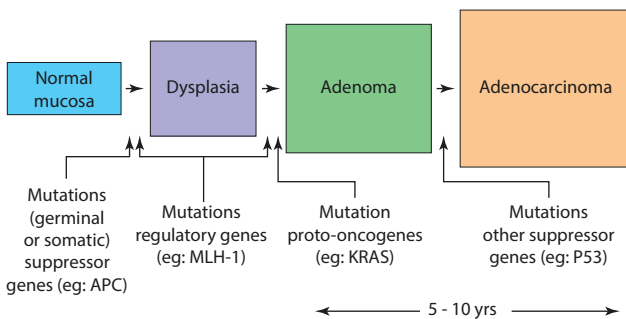 Normal
mucosa
Dysplasia
Adenoma
Adenocarcinoma
Mutations
(germinal
or somatic)
suppressor
genes (eg: APC)
Mutations
regulatory genes
(eg: MLH-1)
Mutation
proto-oncogenes
(eg: KRAS)
Mutations
other suppressor
genes (eg: P53)
5 - 10 yrs